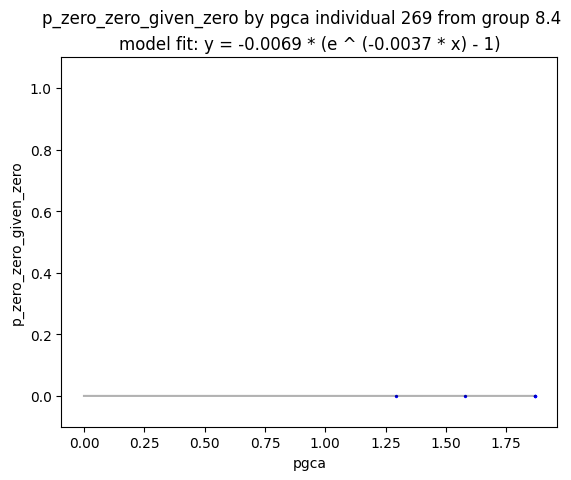 p_zero_zero_given_zero by pgca individual 269 from group 8.4
model fit: y = -0.0069 * (e ^ (-0.0037 * x) - 1)
p_zero_zero_given_zero
1.0
0.8
0.6
0.4
0.2
0.0
0.00 0.25 0.50 0.75 1.00 1.25 1.50 1.75
pgca